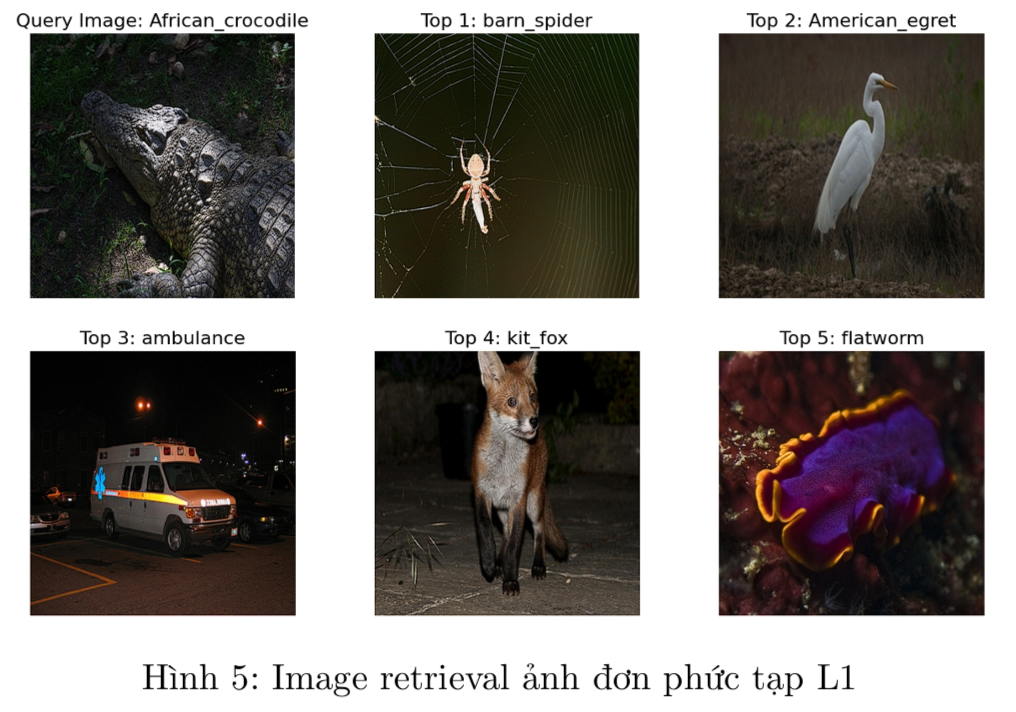 Query Image: African_crocodile
Top 1: barn_spider
Top 2: American_egret
Top 3: ambulance
Top 4: kit_fox
Top 5: flatworm
Hình 5: Image retrieval ảnh đơn phức tạp L1